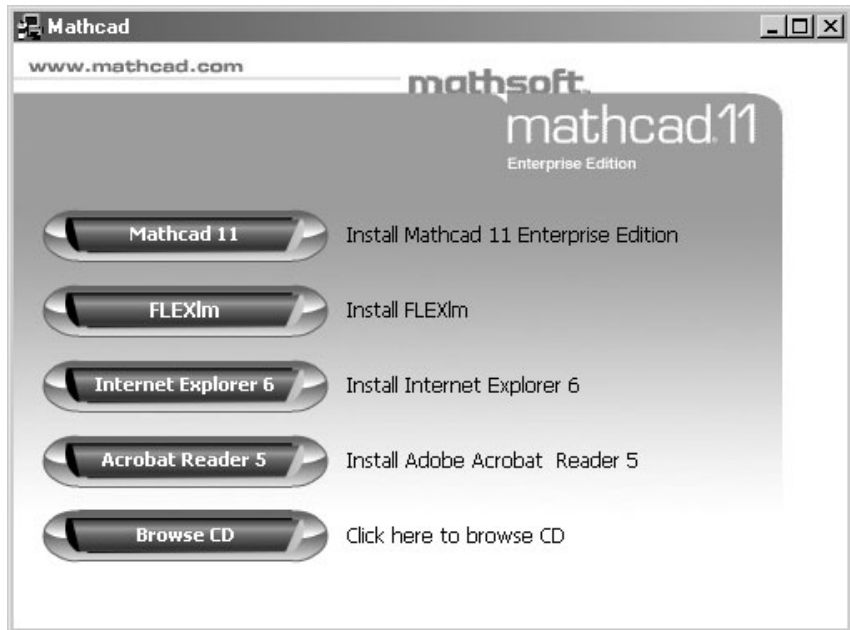 Mathcad
www.mathcad.com
mathsoft
mathcad 11
Enterprise Edition
Mathcad 11 Install Mathcad 11 Enterprise Edition
FLEXlm Install FLEXlm
Internet Explorer 6 Install Internet Explorer 6
Acrobat Reader 5 Install Adobe Acrobat Reader 5
Browse CD Click here to browse CD